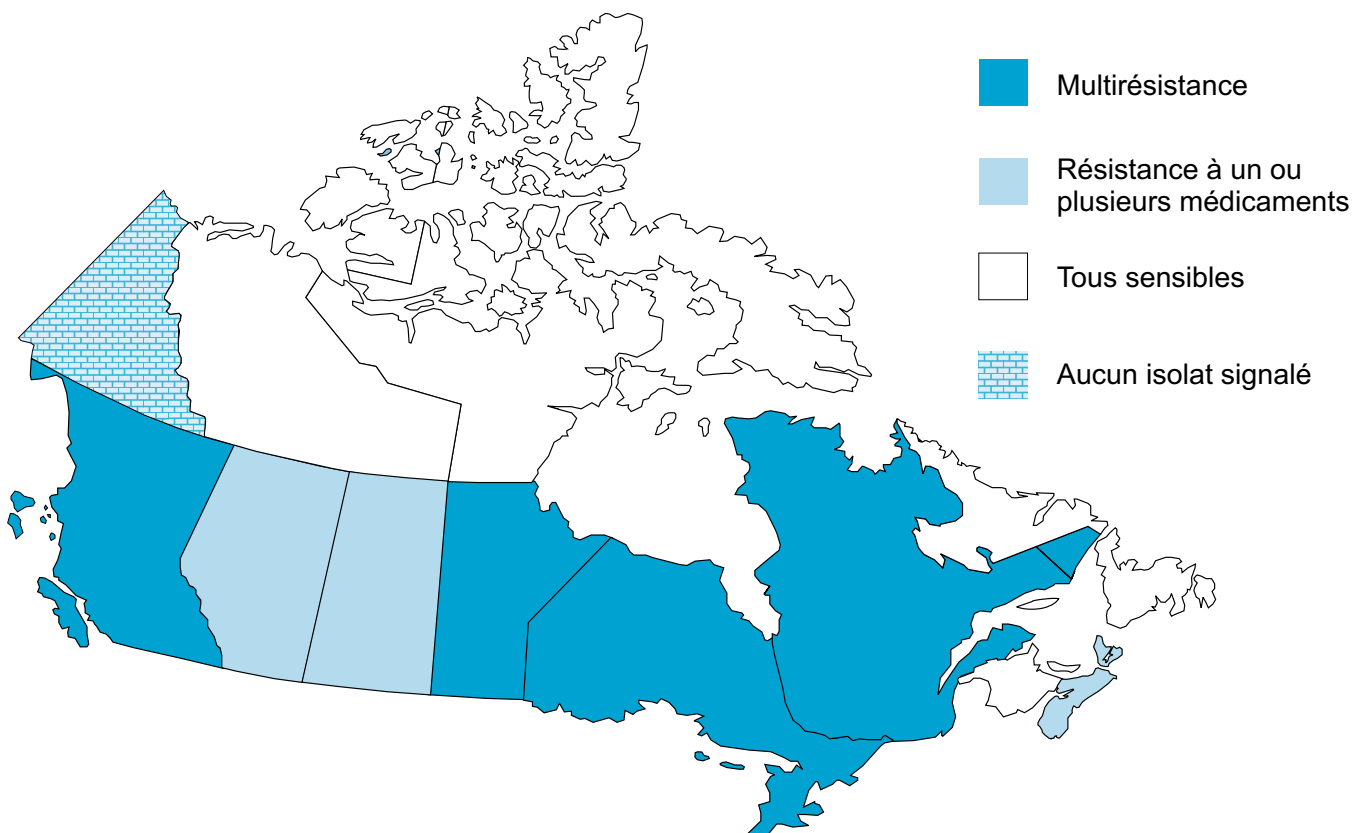 Multirésistance
Résistance à un ou
plusieurs médicaments
Tous sensibles
Aucun isolat signalé